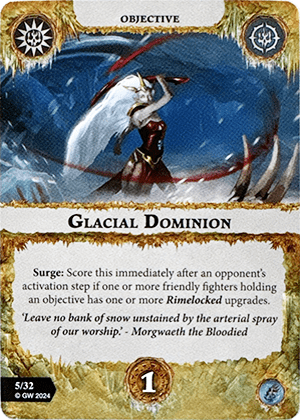 OBJECTIVE
GLACIAL DOMINION
Surge: Score this immediately after an opponent's
activation step if one or more friendly fighters holding
an objective has one or more Rimelocked upgrades.
'Leave no bank of snow unstained by the arterial spray
of our worship.' - Morgwaeth the Bloodied
1
5/32
© GW 2024